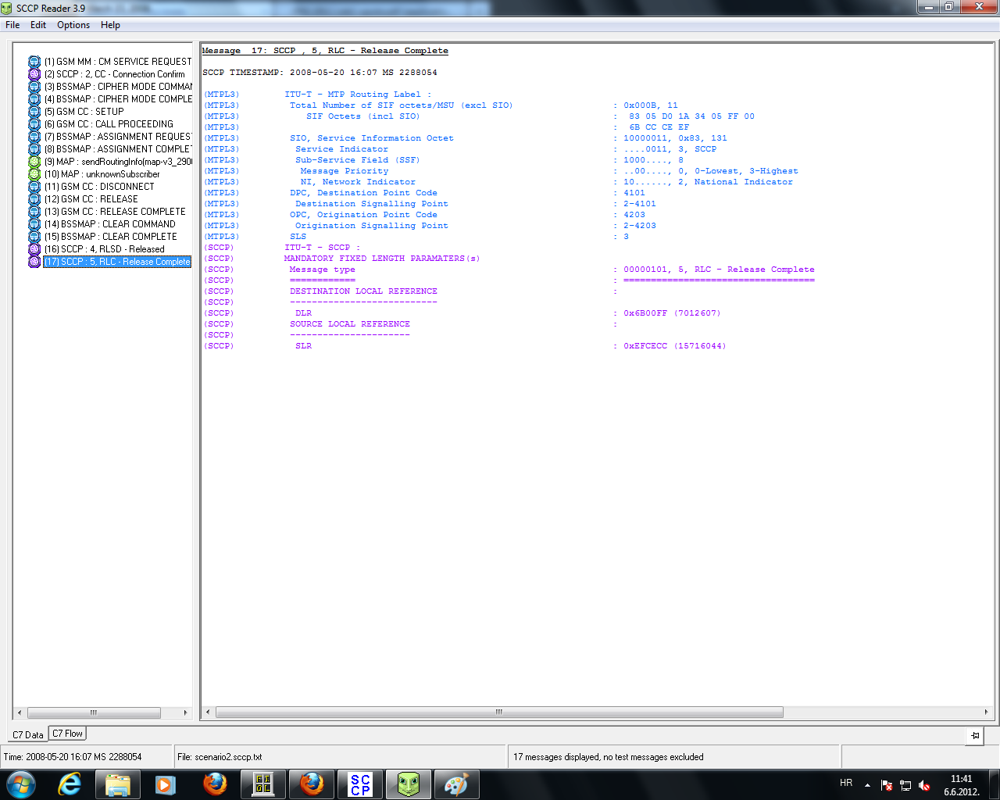 SCCP Reader 3.9
File Edit Options Help
(1) GSM MM : CM SERVICE REQUEST
(2) SCCP : 2, CC - Connection Confirm
(3) BSSMAP : CIPHER MODE COMMAN
(4) BSSMAP : CIPHER MODE COMPLE
(5) GSM CC : SETUP
(6) GSM CC : CALL PROCEEDING
(7) BSSMAP : ASSIGNMENT REQUES
(8) BSSMAP : ASSIGNMENT COMPLET
(9) MAP : sendRoutingInfo(map-v3_290
(10) MAP : unknownSubscriber
(11) GSM CC : DISCONNECT
(12) GSM CC : RELEASE
(13) GSM CC : RELEASE COMPLETE
(14) BSSMAP : CLEAR COMMAND
(15) BSSMAP : CLEAR COMPLETE
(16) SCCP : 4, RLSD - Released
(17) SCCP : 5, RLC - Release Complete
Message 17: SCCP , 5, RLC - Release Complete
SCCP TIMESTAMP: 2008-05-20 16:07 MS 2288054
(MTPL3) ITU-T - MTP Routing Label :
(MTPL3) Total Number of SIF octets/MSU (excl SIO) : 0x000B, 11
(MTPL3) SIF Octets (incl SIO) : 83 05 D0 1A 34 05 FF 00
(MTPL3) : 6B CC CE EF
(MTPL3) SIO, Service Information Octet : 10000011, 0x83, 131
(MTPL3) Service Indicator : ....0011, 3, SCCP
(MTPL3) Sub-Service Field (SSF) : 1000...., 8
(MTPL3) Message Priority : ..00...., 0, 0-Lowest, 3-Highest
(MTPL3) NI, Network Indicator : 10......, 2, National Indicator
(MTPL3) DPC, Destination Point Code : 4101
(MTPL3) Destination Signalling Point : 2-4101
(MTPL3) OPC, Origination Point Code : 4203
(MTPL3) Origination Signalling Point : 2-4203
(MTPL3) SLS : 3
(SCCP) ITU-T - SCCP :
(SCCP) MANDATORY FIXED LENGTH PARAMATERS(s)
(SCCP) Message type : 00000101, 5, RLC - Release Complete
(SCCP) ============ : ===================================
(SCCP) DESTINATION LOCAL REFERENCE :
(SCCP) ---------------------------
(SCCP) DLR : 0x6B00FF (7012607)
(SCCP) SOURCE LOCAL REFERENCE :
(SCCP) ----------------------
(SCCP) SLR : 0xEFCECC (15716044)
C7 Data C7 Flow
Time: 2008-05-20 16:07 MS 2288054 File: scenario2.sccp.txt 17 messages displayed, no test messages excluded
SC
CP
HR
11:41
6.6.2012.